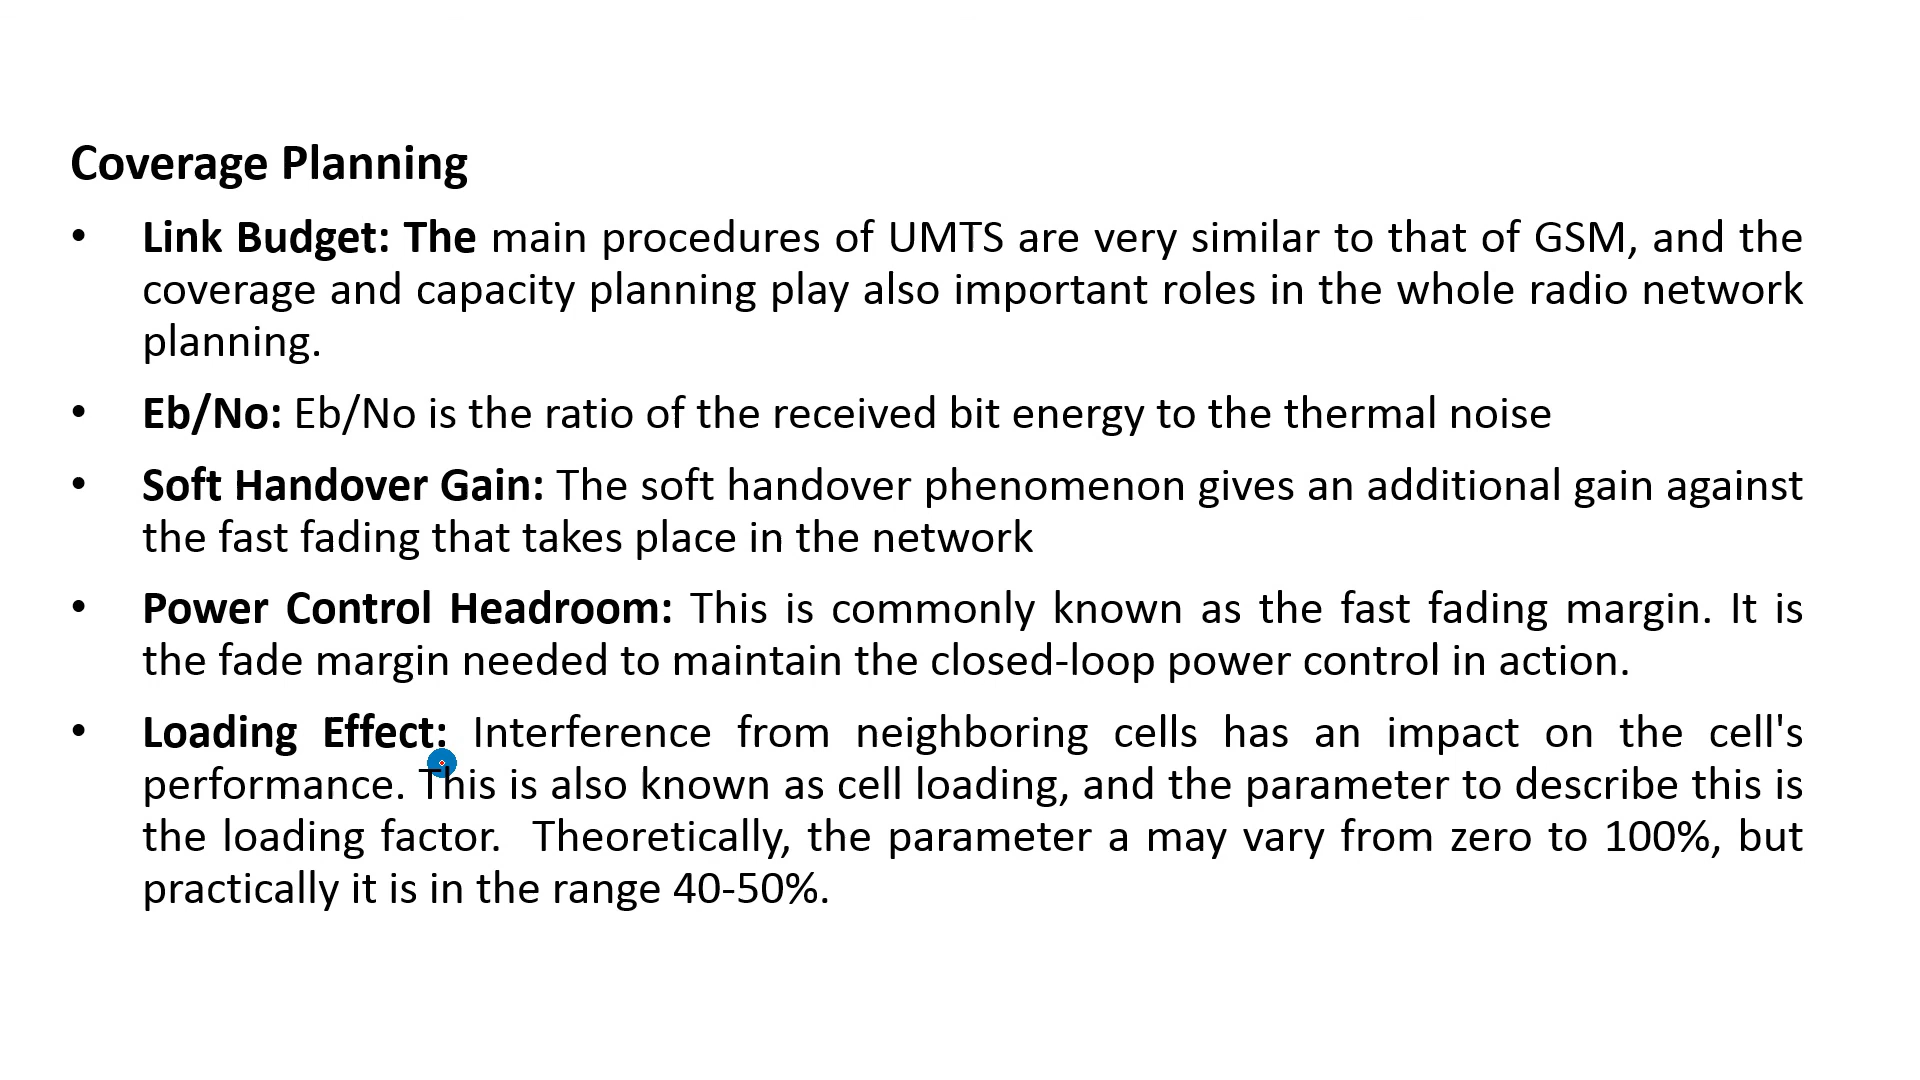 Coverage Planning
• Link Budget: The main procedures of UMTS are very similar to that of GSM, and the
coverage and capacity planning play also important roles in the whole radio network
planning.
• Eb/No: Eb/No is the ratio of the received bit energy to the thermal noise
• Soft Handover Gain: The soft handover phenomenon gives an additional gain against
the fast fading that takes place in the network
• Power Control Headroom: This is commonly known as the fast fading margin. It is
the fade margin needed to maintain the closed-loop power control in action.
• Loading Effect: Interference from neighboring cells has an impact on the cell's
performance. This is also known as cell loading, and the parameter to describe this is
the loading factor.  Theoretically, the parameter a may vary from zero to 100%, but
practically it is in the range 40-50%.